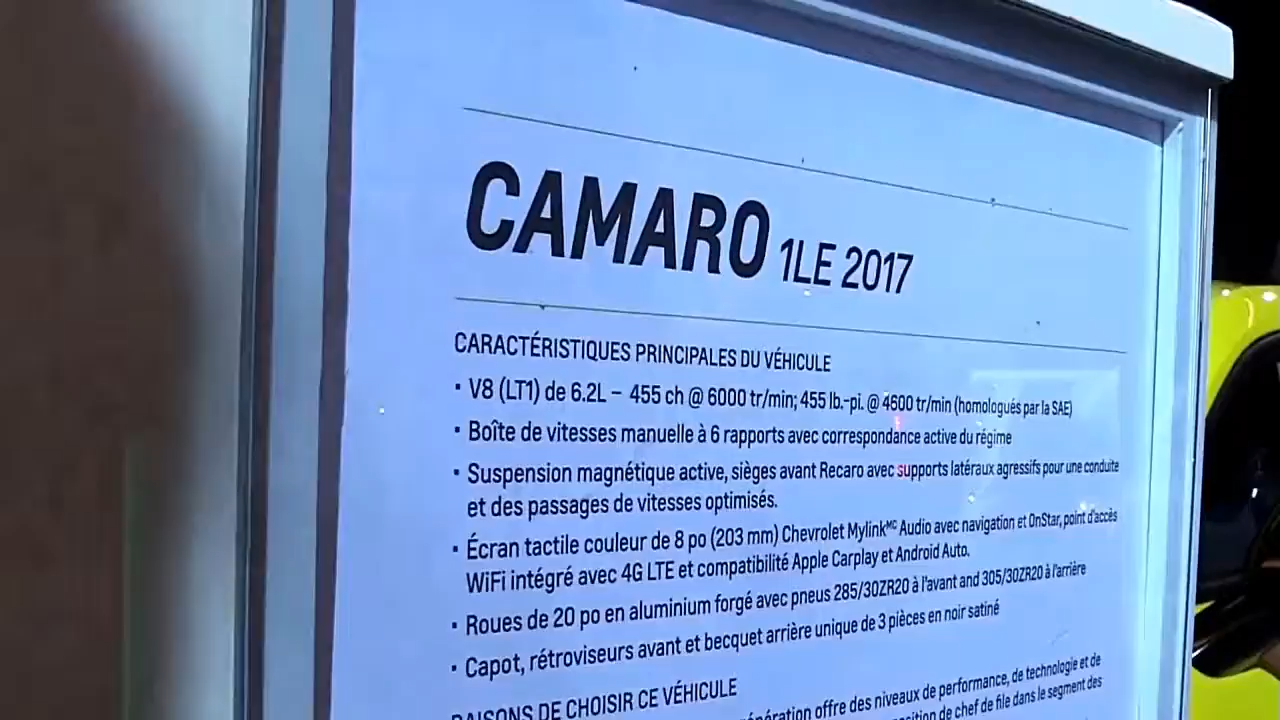 CAMARO 1LE 2017
CARACTÉRISTIQUES PRINCIPALES DU VÉHICULE
• V8 (LT1) de 6.2L – 455 ch @ 6000 tr/min; 455 lb.-pi. @ 4600 tr/min (homologués par la SAE)
• Boîte de vitesses manuelle à 6 rapports avec correspondance active du régime
• Suspension magnétique active, sièges avant Recaro avec supports latéraux agressifs pour une conduite
et des passages de vitesses optimisés.
• Écran tactile couleur de 8 po (203 mm) Chevrolet Mylinkᴹᶜ Audio avec navigation et OnStar, point d'accès
WiFi intégré avec 4G LTE et compatibilité Apple Carplay et Android Auto.
• Roues de 20 po en aluminium forgé avec pneus 285/30ZR20 à l'avant and 305/30ZR20 à l'arrière
• Capot, rétroviseurs avant et becquet arrière unique de 3 pièces en noir satiné
RAISONS DE CHOISIR CE VÉHICULE
offre des niveaux de performance, de technologie et de
de chef de file dans le segment des